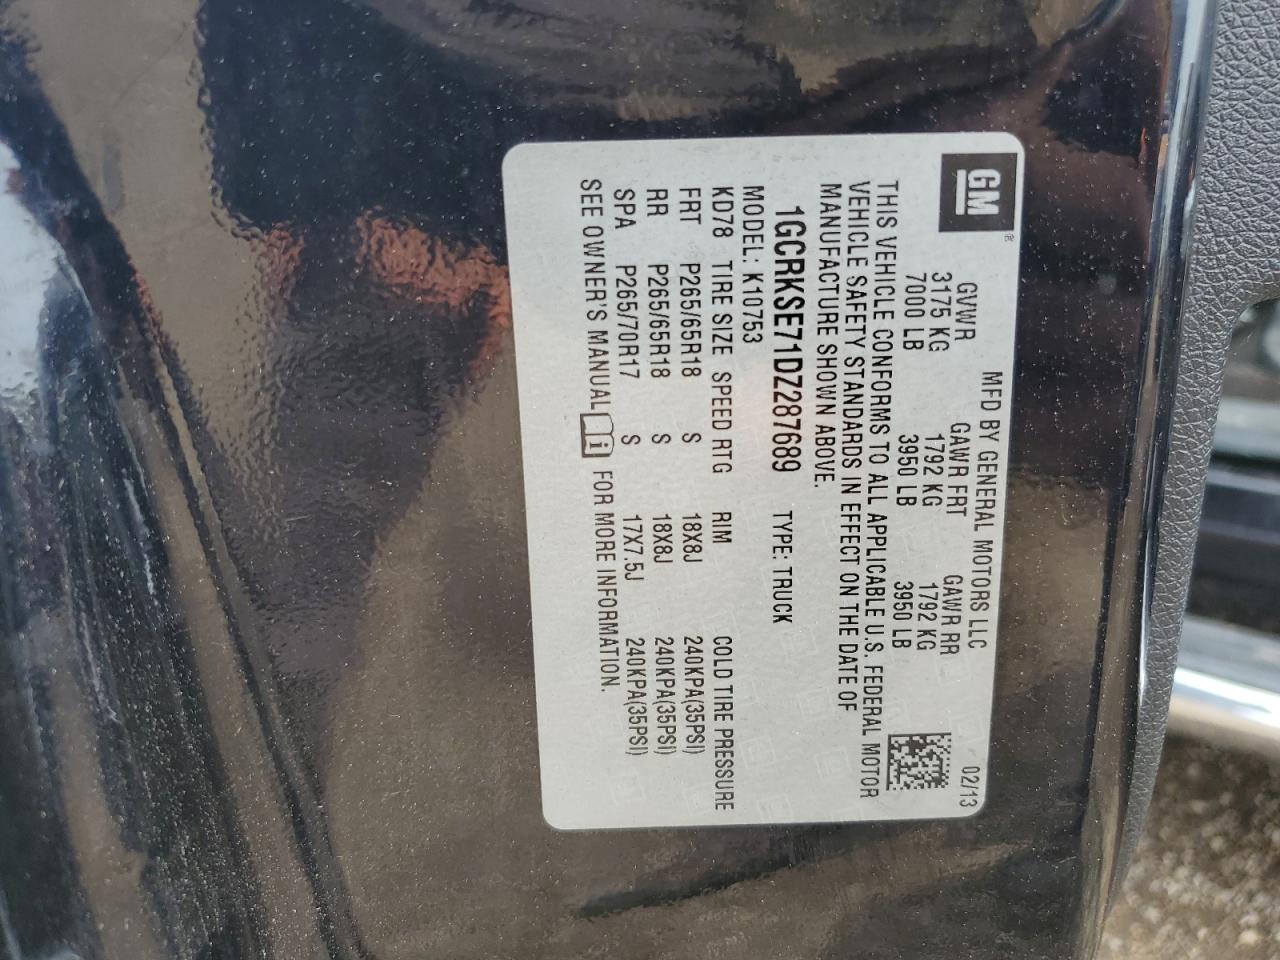 GM
MFD BY GENERAL MOTORS LLC 02/13
GVWR GAWR FRT GAWR RR
3175 KG 1792 KG 1792 KG
7000 LB 3950 LB 3950 LB
THIS VEHICLE CONFORMS TO ALL APPLICABLE U.S. FEDERAL MOTOR
VEHICLE SAFETY STANDARDS IN EFFECT ON THE DATE OF
MANUFACTURE SHOWN ABOVE.
1GCRKSE71DZ287689 TYPE: TRUCK
MODEL: K10753
KD78 TIRE SIZE SPEED RTG RIM COLD TIRE PRESSURE
FRT P265/65R18 S 18X8J 240KPA(35PSI)
RR P265/65R18 S 18X8J 240KPA(35PSI)
SPA P265/70R17 S 17X7.5J 240KPA(35PSI)
SEE OWNER'S MANUAL i FOR MORE INFORMATION.